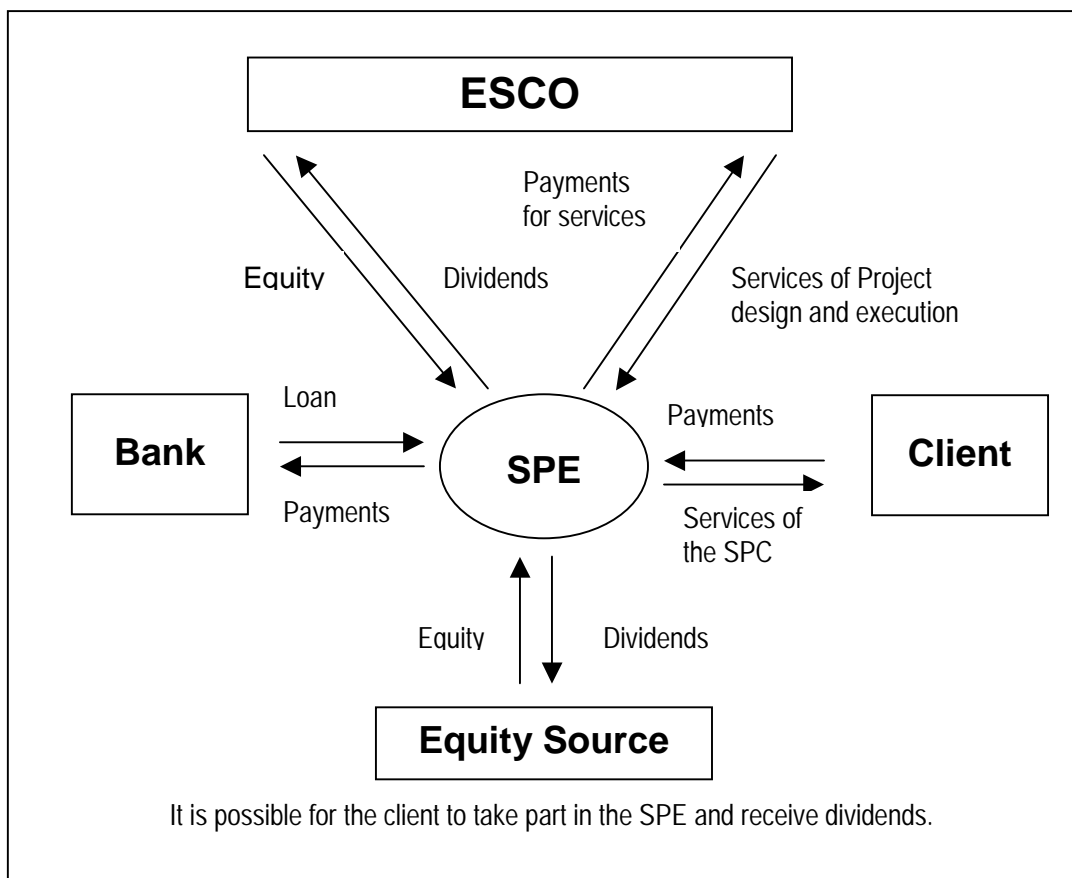 ESCO
Payments
for services
Equity
Dividends
Services of Project
design and execution
Loan
Payments
Bank
SPE
Client
Payments
Services of
the SPC
Equity
Dividends
Equity Source
It is possible for the client to take part in the SPE and receive dividends.